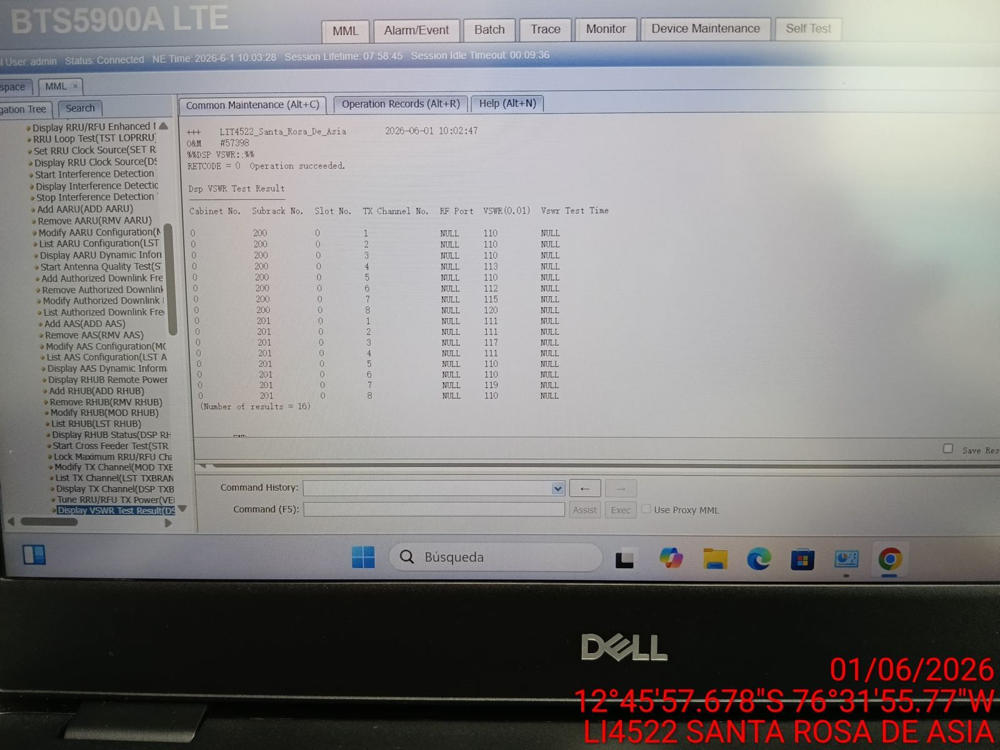 BTS5900A LTE
MML Alarm/Event Batch Trace Monitor Device Maintenance Self Test
User: admin Status: Connected NE Time: 2026-6-1 10:03:28 Session Lifetime: 07:58:45 Session Idle Timeout: 00:09:36
space MML ×
gation Tree Search
Common Maintenance (Alt+C) Operation Records (Alt+R) Help (Alt+N)
Display RRU/RFU Enhanced
RRU Loop Test(TST LOPRRU)
Set RRU Clock Source(SET R
Display RRU Clock Source(DS
Start Interference Detection
Display Interference Detectio
Stop Interference Detection
Add AARU(ADD AARU)
Remove AARU(RMV AARU)
Modify AARU Configuration(M
List AARU Configuration(LST
Display AARU Dynamic Infor
Start Antenna Quality Test(S
Add Authorized Downlink Fre
Remove Authorized Downlink
Modify Authorized Downlink
List Authorized Downlink Fre
Add AAS(ADD AAS)
Remove AAS(RMV AAS)
Modify AAS Configuration(MO
List AAS Configuration(LST A
Display AAS Dynamic Inform
Display RHUB Remote Power
Add RHUB(ADD RHUB)
Remove RHUB(RMV RHUB)
Modify RHUB(MOD RHUB)
List RHUB(LST RHUB)
Display RHUB Status(DSP RH
Start Cross Feeder Test(STR
Lock Maximum RRU/RFU Cha
Modify TX Channel(MOD TXB
List TX Channel(LST TXBRAN
Display TX Channel(DSP TXB
Tune RRU/RFU TX Power(VE
Display VSWR Test Result(DS
+++ LIT4522_Santa_Rosa_De_Asia 2026-06-01 10:02:47
O&M #57398
%%DSP VSWR:;%%
RETCODE = 0 Operation succeeded.
Dsp VSWR Test Result
Cabinet No. Subrack No. Slot No. TX Channel No. RF Port VSWR(0.01) Vswr Test Time
0 200 0 1 NULL 110 NULL
0 200 0 2 NULL 110 NULL
0 200 0 3 NULL 110 NULL
0 200 0 4 NULL 113 NULL
0 200 0 5 NULL 110 NULL
0 200 0 6 NULL 112 NULL
0 200 0 7 NULL 115 NULL
0 200 0 8 NULL 120 NULL
0 201 0 1 NULL 111 NULL
0 201 0 2 NULL 111 NULL
0 201 0 3 NULL 117 NULL
0 201 0 4 NULL 111 NULL
0 201 0 5 NULL 110 NULL
0 201 0 6 NULL 110 NULL
0 201 0 7 NULL 119 NULL
0 201 0 8 NULL 110 NULL
(Number of results = 16)
Save Res
Command History: ← →
Command (F5): Assist Exec Use Proxy MML
Búsqueda
DELL
01/06/2026
12°45'57.678"S 76°31'55.77"W
LI4522 SANTA ROSA DE ASIA